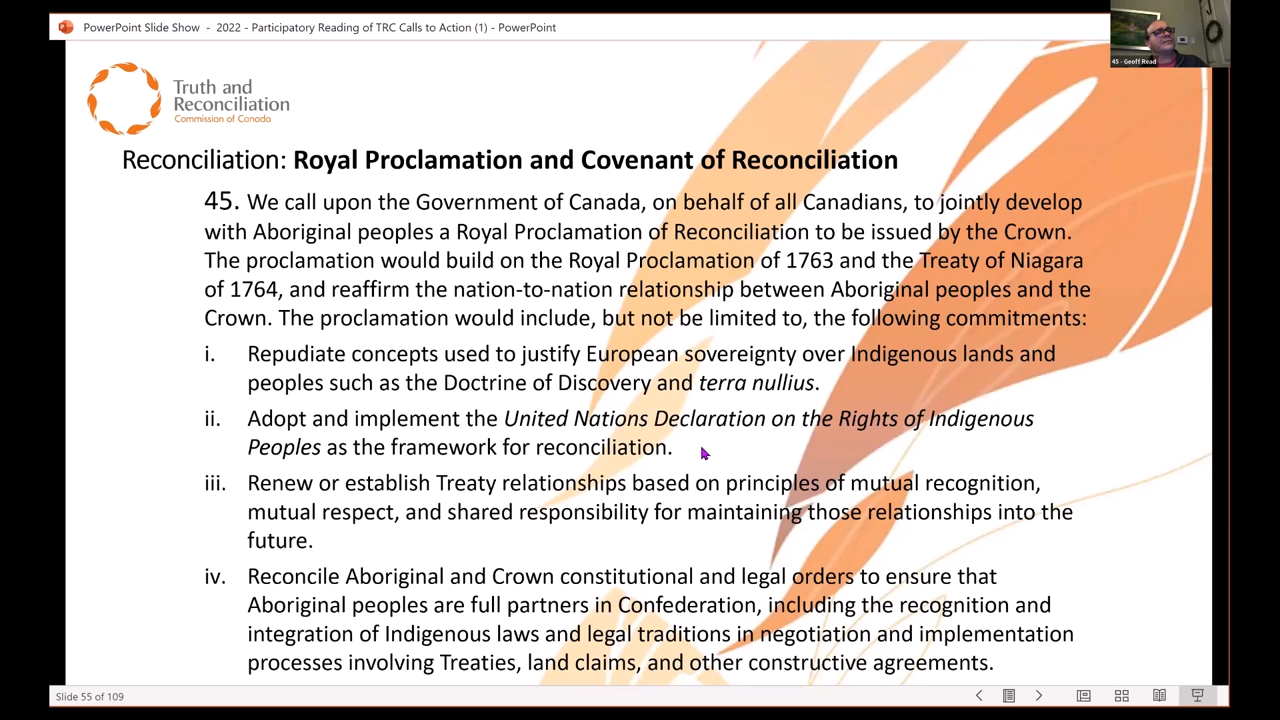 PowerPoint Slide Show - 2022 - Participatory Reading of TRC Calls to Action (1) - PowerPoint
45 - Geoff Read
Truth and
Reconciliation
Commission of Canada
Reconciliation: Royal Proclamation and Covenant of Reconciliation
45. We call upon the Government of Canada, on behalf of all Canadians, to jointly develop
with Aboriginal peoples a Royal Proclamation of Reconciliation to be issued by the Crown.
The proclamation would build on the Royal Proclamation of 1763 and the Treaty of Niagara
of 1764, and reaffirm the nation-to-nation relationship between Aboriginal peoples and the
Crown. The proclamation would include, but not be limited to, the following commitments:
i. Repudiate concepts used to justify European sovereignty over Indigenous lands and
peoples such as the Doctrine of Discovery and terra nullius.
ii. Adopt and implement the United Nations Declaration on the Rights of Indigenous
Peoples as the framework for reconciliation.
iii. Renew or establish Treaty relationships based on principles of mutual recognition,
mutual respect, and shared responsibility for maintaining those relationships into the
future.
iv. Reconcile Aboriginal and Crown constitutional and legal orders to ensure that
Aboriginal peoples are full partners in Confederation, including the recognition and
integration of Indigenous laws and legal traditions in negotiation and implementation
processes involving Treaties, land claims, and other constructive agreements.
Slide 55 of 109